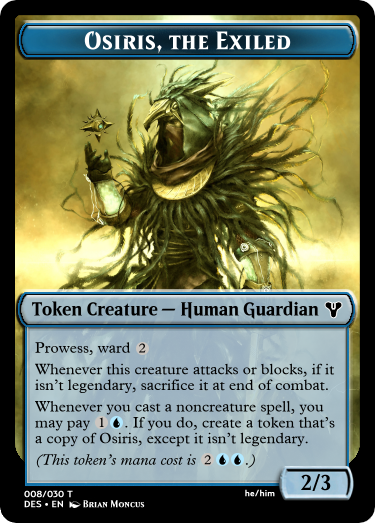 Osiris, the Exiled
Token Creature — Human Guardian
Prowess, ward 2
Whenever this creature attacks or blocks, if it
isn't legendary, sacrifice it at end of combat.
Whenever you cast a noncreature spell, you
may pay 1. If you do, create a token that's
a copy of Osiris, except it isn't legendary.
(This token's mana cost is 2.)
2/3
008/030 T
he/him
DES • EN Brian Moncus